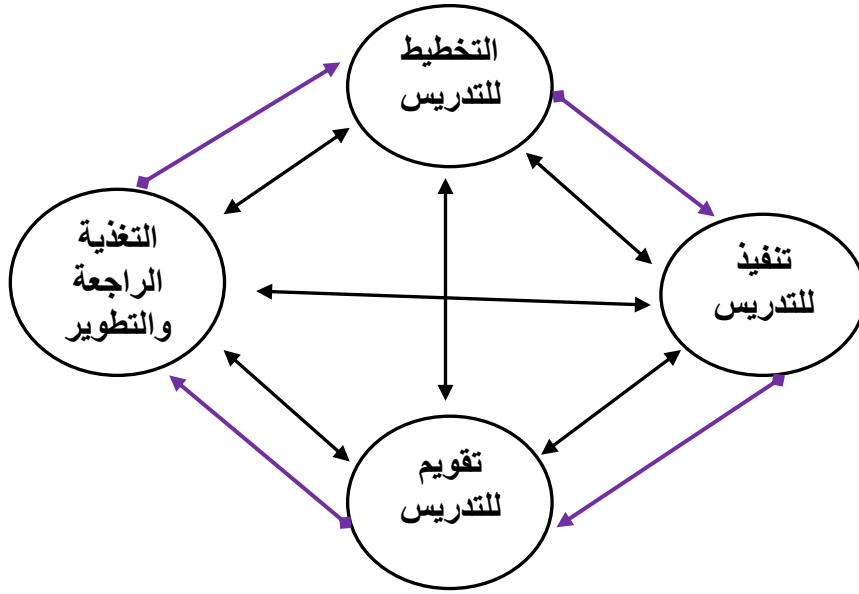 التخطيط
للتدريس
تنفيذ
للتدريس
تقويم
للتدريس
التغذية
الراجعة
والتطوير